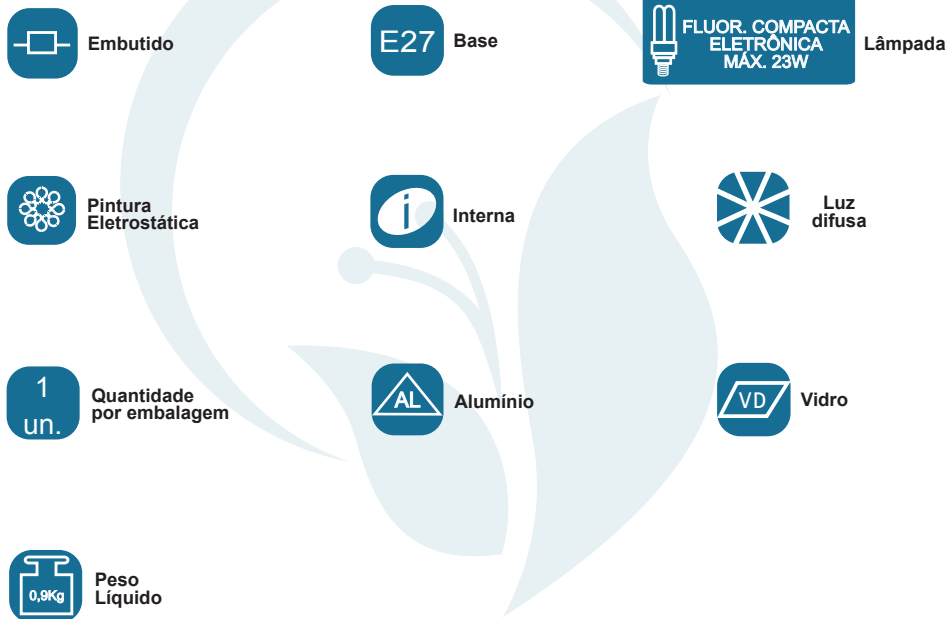 Embutido
E27
Base
FLUOR. COMPACTA
ELETRÔNICA
MÁX. 23W
Lâmpada
Pintura
Eletrostática
i
Interna
Luz
difusa
1
un.
Quantidade
por embalagem
AL
Alumínio
VD
Vidro
0,9Kg
Peso
Líquido